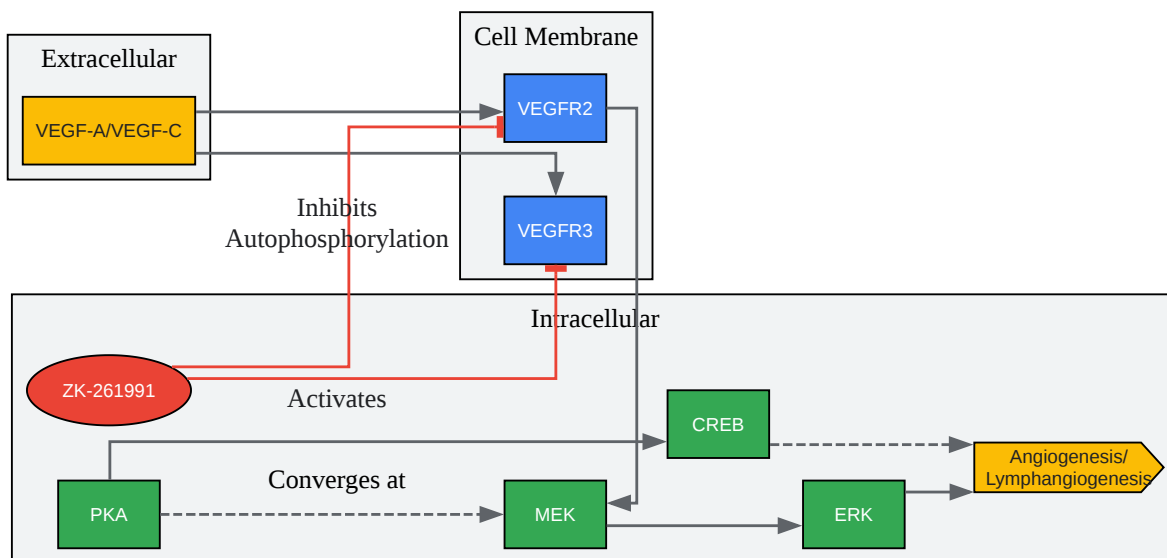 Cell Membrane
Extracellular
VEGFR2
VEGF-A/VEGF-C
Inhibits
Autophosphorylation
VEGFR3
Intracellular
ZK-261991
Activates
CREB
Angiogenesis/
Lymphangiogenesis
Converges at
PKA
MEK
ERK